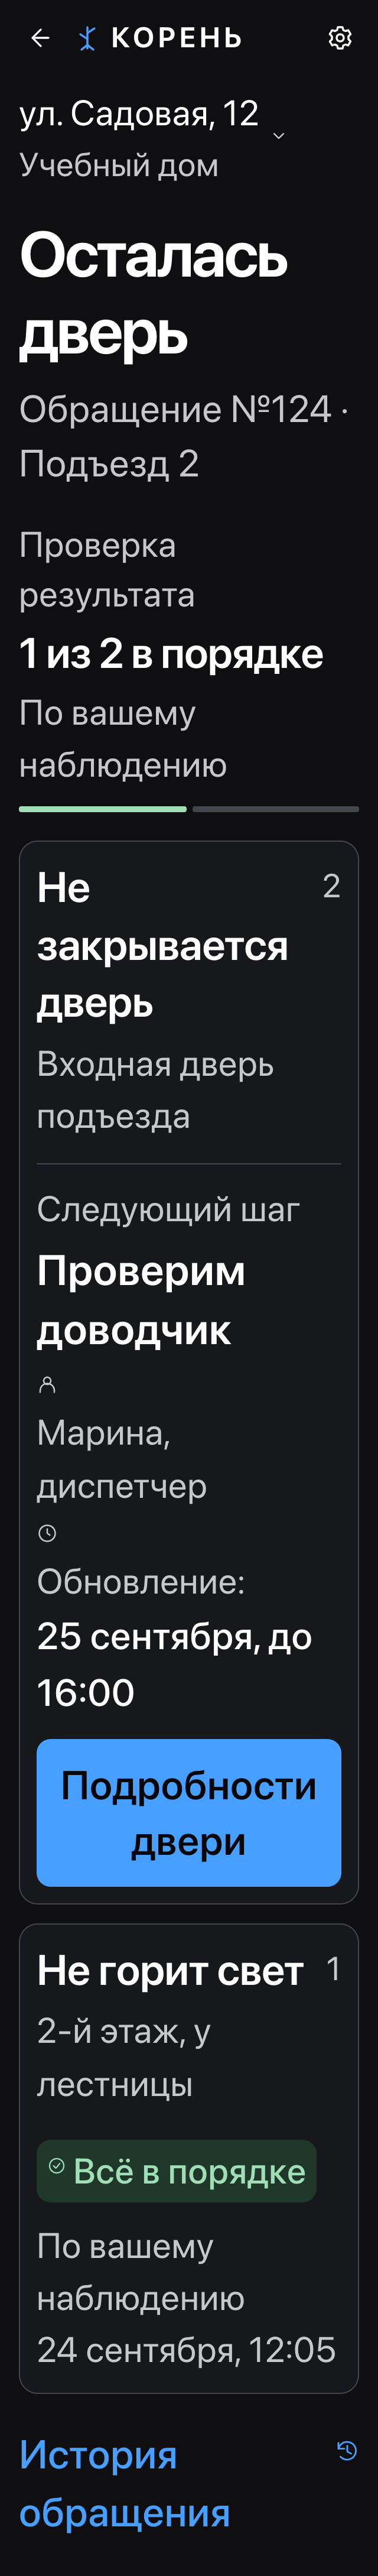 КОРЕНЬ
ул. Садовая, 12
Учебный дом
Осталась
дверь
Обращение №124 ·
Подъезд 2
Проверка
результата
1 из 2 в порядке
По вашему
наблюдению
Не
закрывается
дверь
2
Входная дверь
подъезда
Следующий шаг
Проверим
доводчик
Марина,
диспетчер
Обновление:
25 сентября, до
16:00
Подробности
двери
Не горит свет
1
2-й этаж, у
лестницы
Всё в порядке
По вашему
наблюдению
24 сентября, 12:05
История
обращения